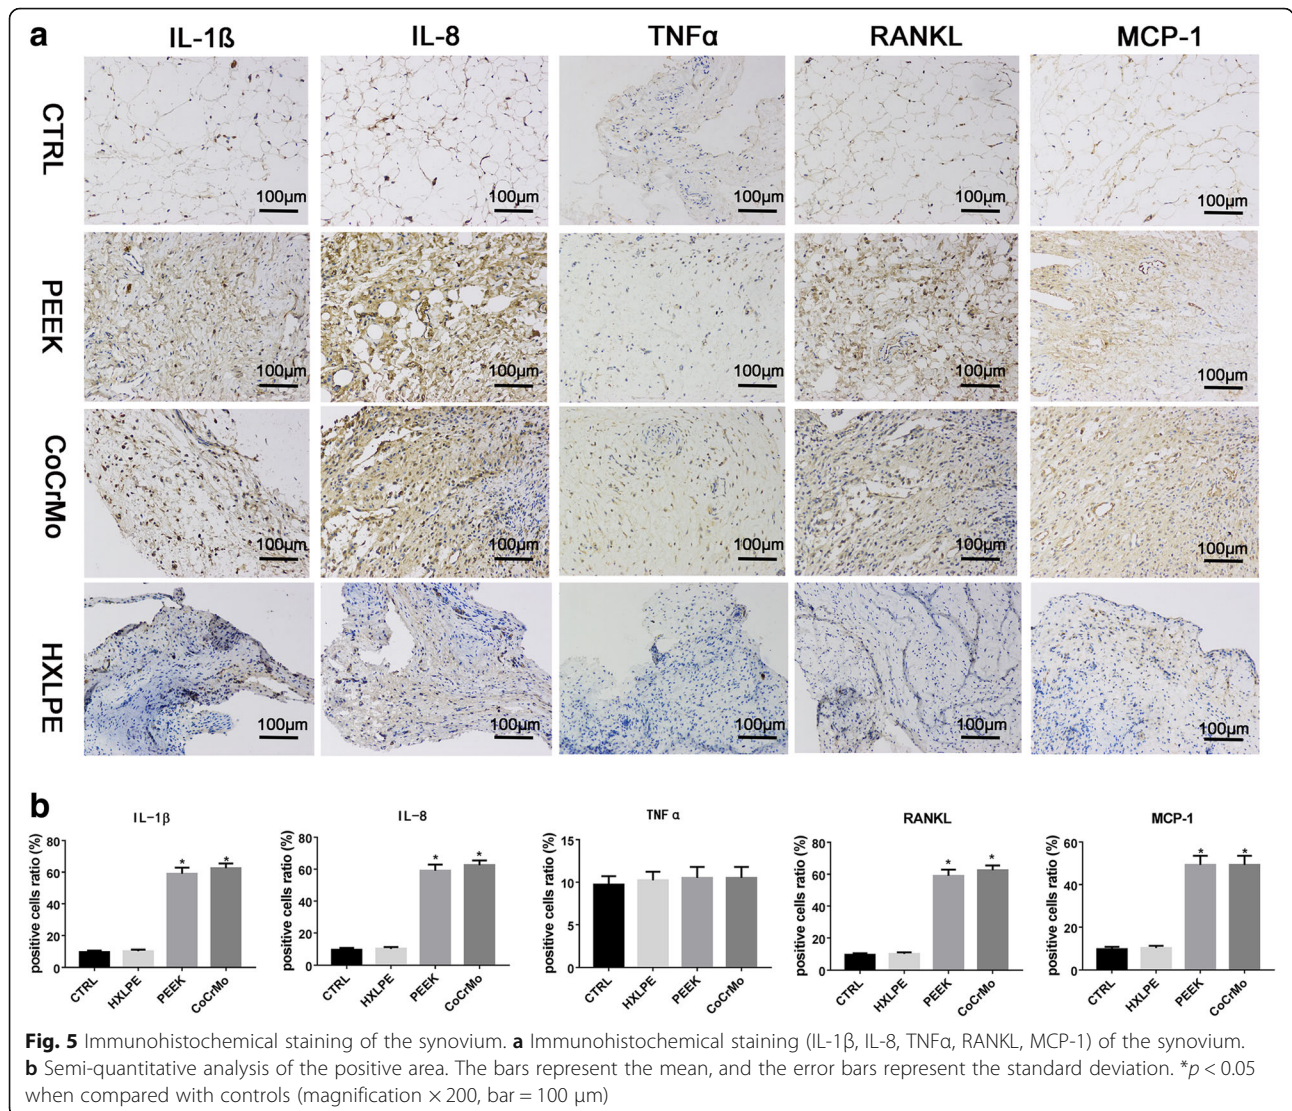 a
IL-1ß IL-8 TNFα RANKL MCP-1
CTRL
100µm 100µm 100µm 100µm 100µm
PEEK
100µm 100µm 100µm 100µm 100µm
CoCrMo
100µm 100µm 100µm 100µm 100µm
HXLPE
100µm 100µm 100µm 100µm 100µm
b
IL-1β
positive cells ratio (%)
80
60
40
20
0
CTRL HXLPE PEEK CoCrMo
* *
IL-8
positive cells ratio (%)
80
60
40
20
0
CTRL HXLPE PEEK CoCrMo
* *
TNF α
positive cells ratio (%)
15
10
5
0
CTRL HXLPE PEEK CoCrMo
RANKL
positive cells ratio (%)
80
60
40
20
0
CTRL HXLPE PEEK CoCrMo
* *
MCP-1
positive cells ratio (%)
60
40
20
0
CTRL HXLPE PEEK CoCrMo
* *
Fig. 5 Immunohistochemical staining of the synovium. a Immunohistochemical staining (IL-1β, IL-8, TNFα, RANKL, MCP-1) of the synovium.
b Semi-quantitative analysis of the positive area. The bars represent the mean, and the error bars represent the standard deviation. *p < 0.05
when compared with controls (magnification × 200, bar = 100 μm)